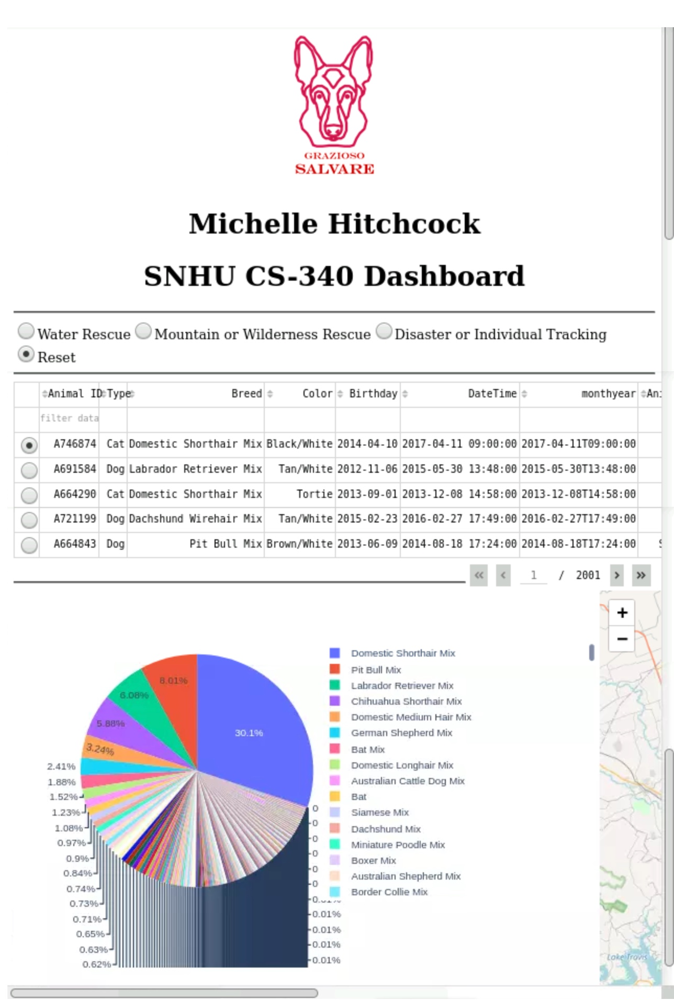 GRAZIOSO
SALVARE
Michelle Hitchcock
SNHU CS-340 Dashboard
Water Rescue Mountain or Wilderness Rescue Disaster or Individual Tracking
Reset
Animal ID Type Breed Color Birthday DateTime monthyear
filter data
A746874 Cat Domestic Shorthair Mix Black/White 2014-04-10 2017-04-11 09:00:00 2017-04-11T09:00:00
A691584 Dog Labrador Retriever Mix Tan/White 2012-11-06 2015-05-30 13:48:00 2015-05-30T13:48:00
A664290 Cat Domestic Shorthair Mix Tortie 2013-09-01 2013-12-08 14:58:00 2013-12-08T14:58:00
A721199 Dog Dachshund Wirehair Mix Tan/White 2015-02-23 2016-02-27 17:49:00 2016-02-27T17:49:00
A664843 Dog Pit Bull Mix Brown/White 2013-06-09 2014-08-18 17:24:00 2014-08-18T17:24:00
« ‹ 1 / 2001 › »
+
−
8.01%
6.08%
5.88%
3.24%
30.1%
2.41%
1.88%
1.52%
1.23%
1.08%
0.97%
0.9%
0.84%
0.74%
0.73%
0.71%
0.65%
0.63%
0.62%
0
0
0
0
0
0
0.01%
0.01%
0.01%
0.01%
Domestic Shorthair Mix
Pit Bull Mix
Labrador Retriever Mix
Chihuahua Shorthair Mix
Domestic Medium Hair Mix
German Shepherd Mix
Bat Mix
Domestic Longhair Mix
Australian Cattle Dog Mix
Bat
Siamese Mix
Dachshund Mix
Miniature Poodle Mix
Boxer Mix
Australian Shepherd Mix
Border Collie Mix
Lake Travis